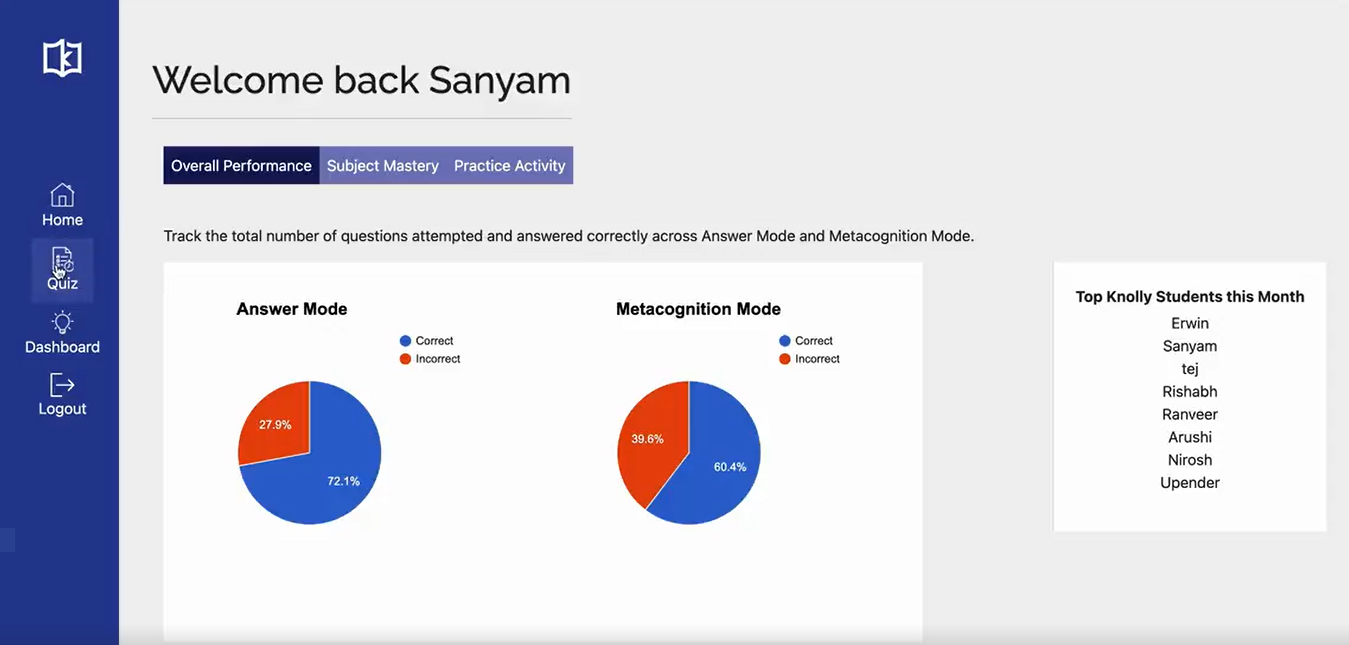 Home
Quiz
Dashboard
Logout
Welcome back Sanyam
Overall Performance Subject Mastery Practice Activity
Track the total number of questions attempted and answered correctly across Answer Mode and Metacognition Mode.
Answer Mode
Correct
Incorrect
27.9%
72.1%
Metacognition Mode
Correct
Incorrect
39.6%
60.4%
Top Knolly Students this Month
Erwin
Sanyam
tej
Rishabh
Ranveer
Arushi
Nirosh
Upender